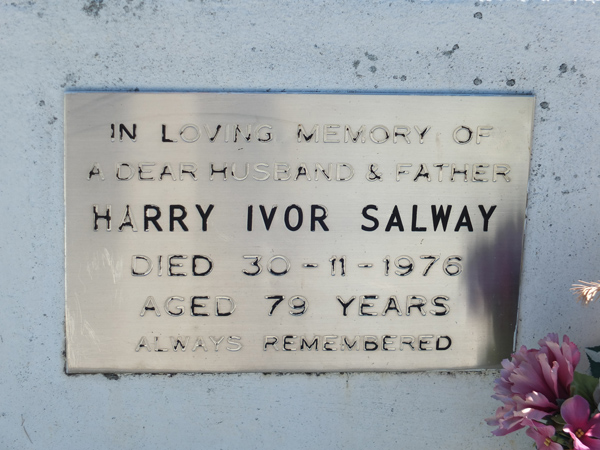 IN LOVING MEMORY OF
A DEAR HUSBAND & FATHER
HARRY IVOR SALWAY
DIED 30-11-1976
AGED 79 YEARS
ALWAYS REMEMBERED